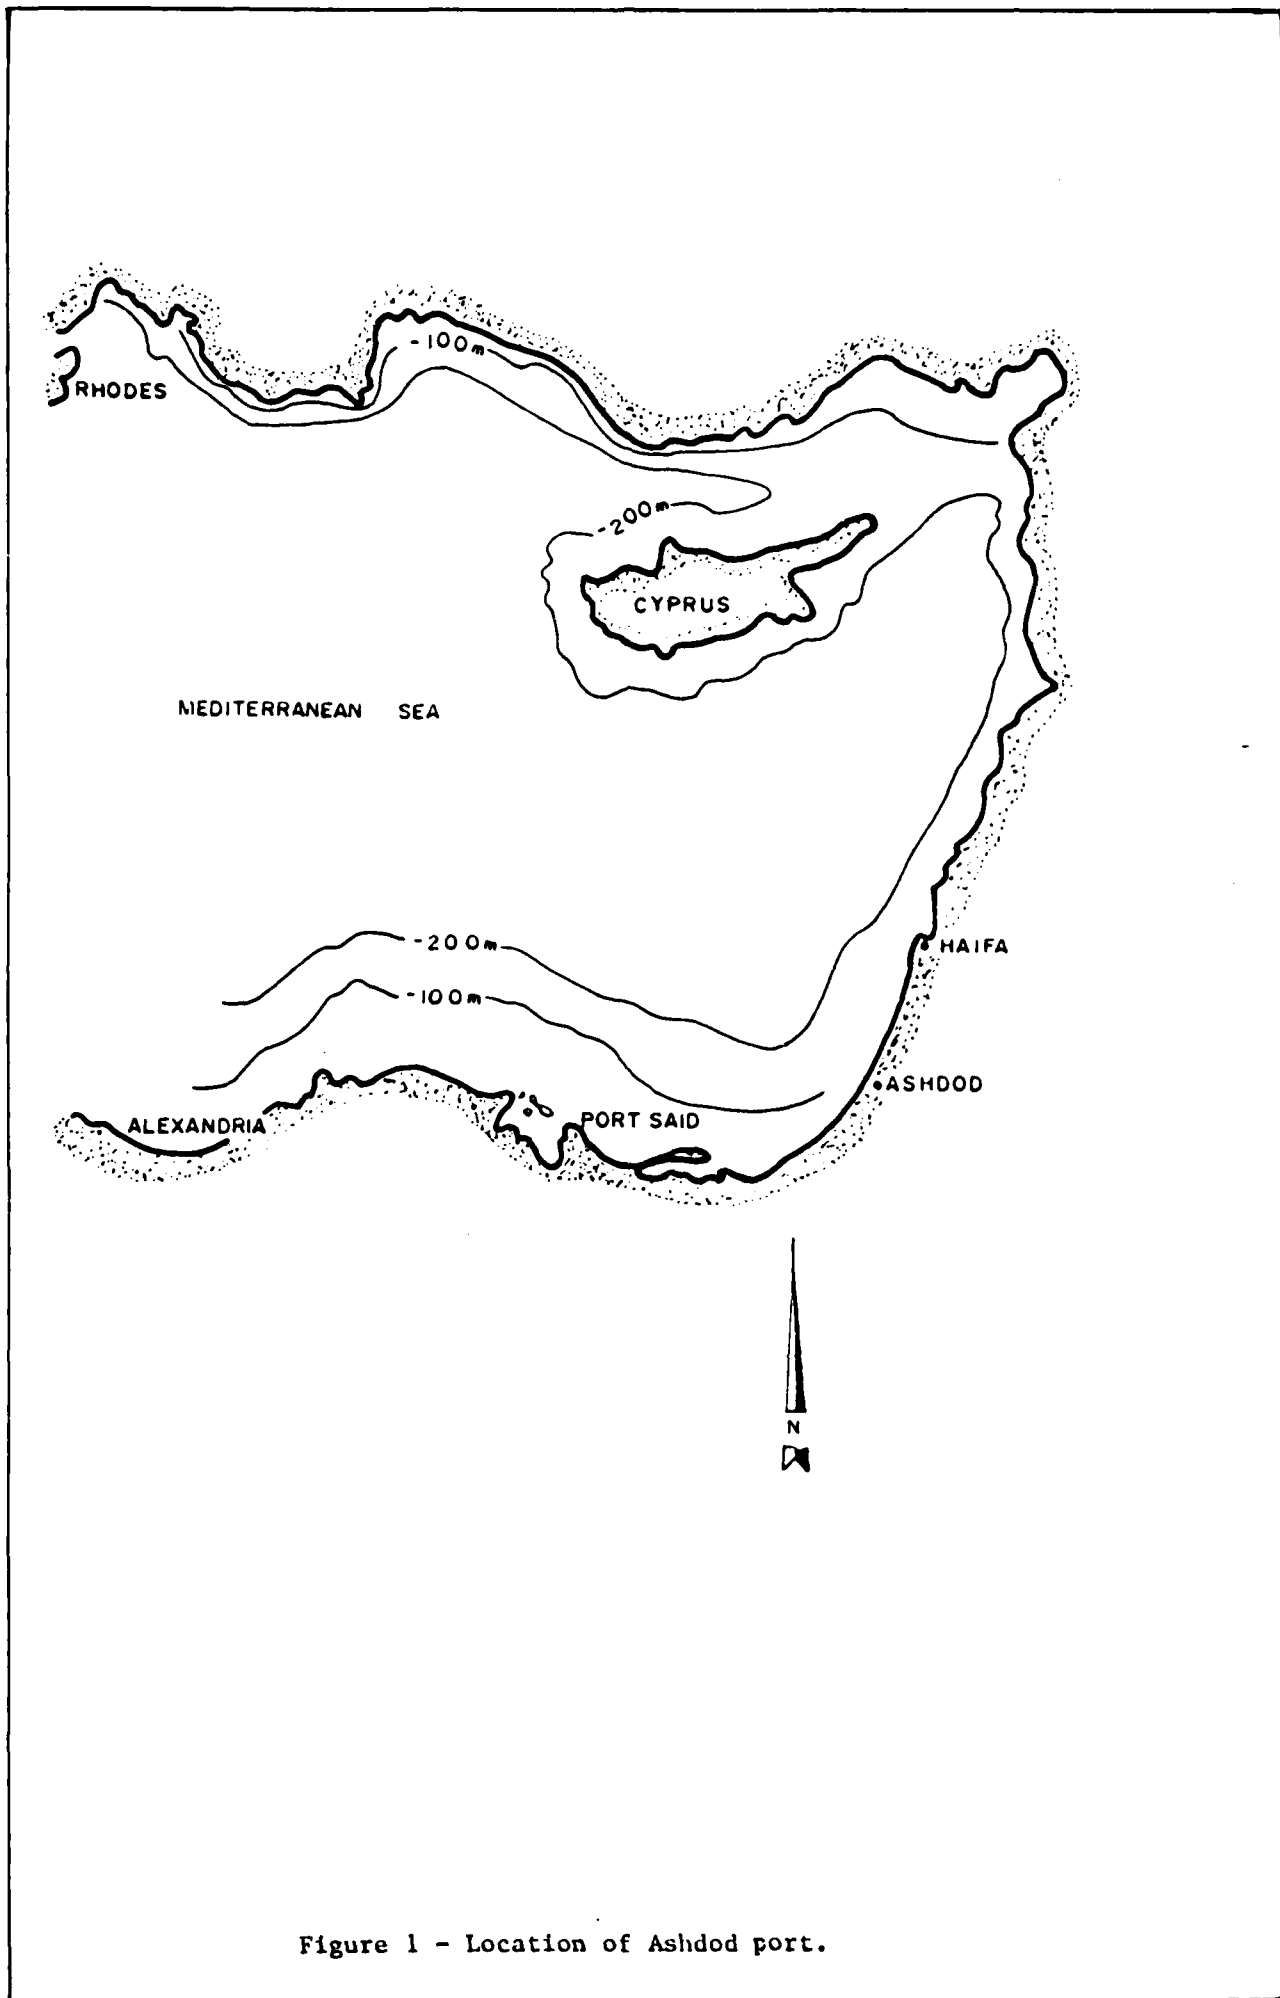 -100m
RHODES
-200m
CYPRUS
MEDITERRANEAN SEA
-200m
HAIFA
-100m
ASHDOD
ALEXANDRIA
PORT SAID
N
Figure 1 - Location of Ashdod port.